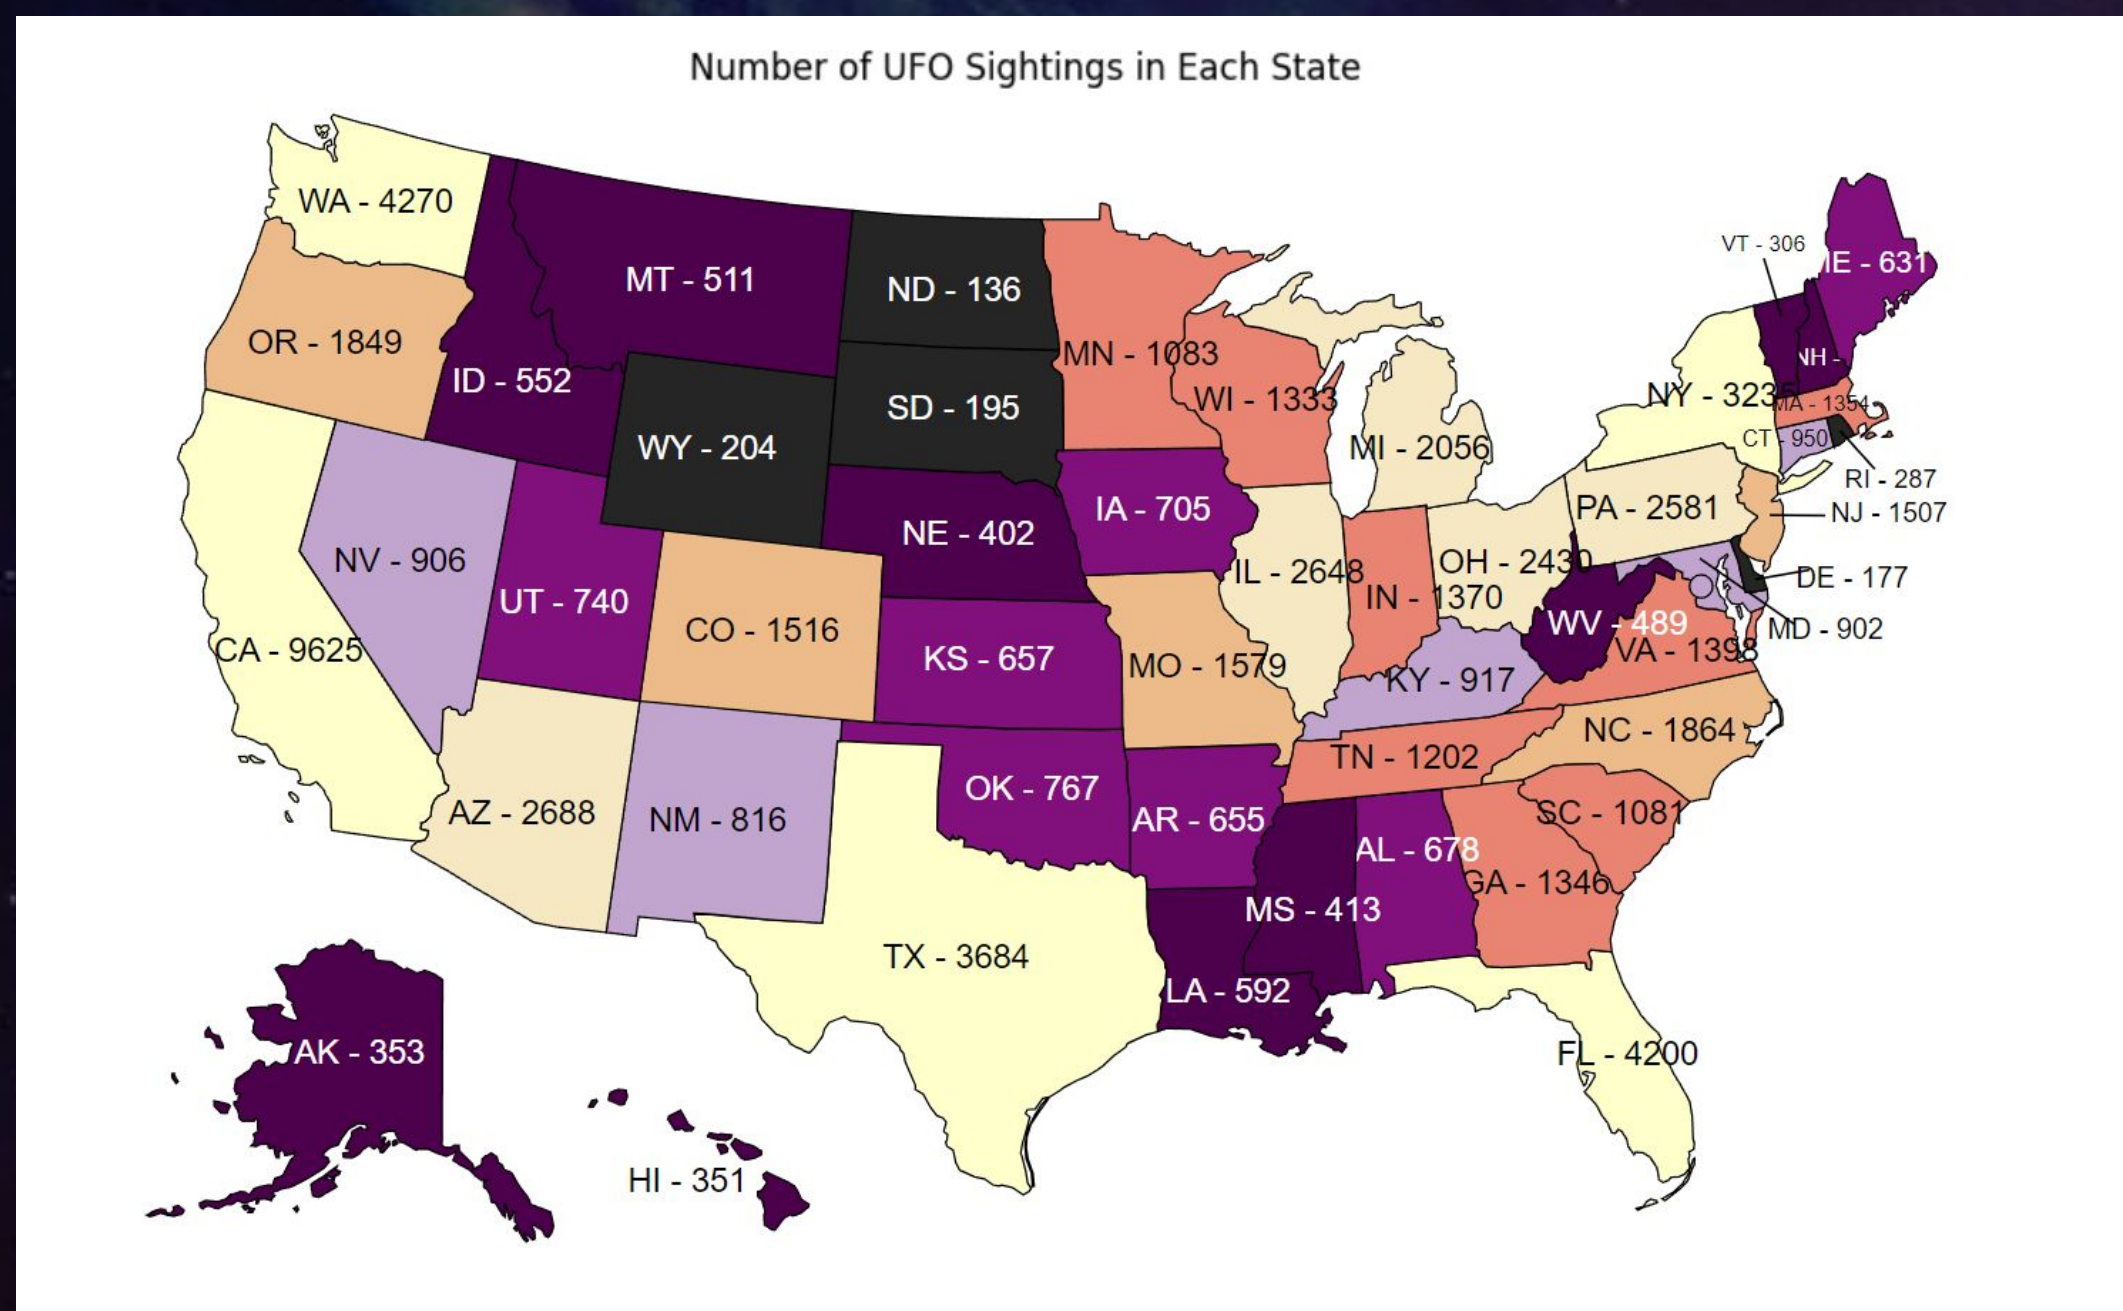 Number of UFO Sightings in Each State
WA - 4270
MT - 511
ND - 136
VT - 306
IE - 631
OR - 1849
ID - 552
SD - 195
MN - 1083
WI - 1333
NH -
NY - 3235
MA - 1354
WY - 204
MI - 2056
CT - 950
RI - 287
NV - 906
UT - 740
NE - 402
IA - 705
PA - 2581
NJ - 1507
CA - 9625
CO - 1516
KS - 657
MO - 1579
IL - 2648
IN - 1370
OH - 2430
DE - 177
WV - 489
MD - 902
VA - 1398
KY - 917
AZ - 2688
NM - 816
OK - 767
AR - 655
TN - 1202
NC - 1864
SC - 1081
AL - 678
GA - 1346
MS - 413
TX - 3684
LA - 592
FL - 4200
AK - 353
HI - 351